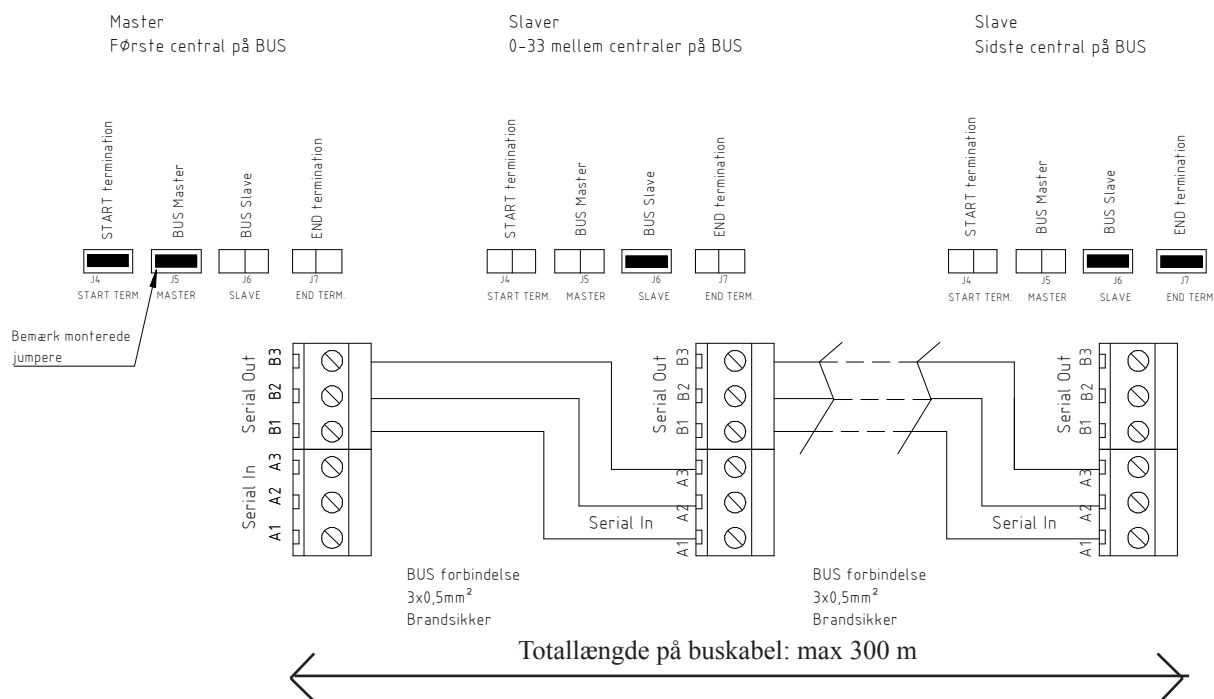 Master
FØrste central på BUS
Slaver
0-33 mellem centraler på BUS
Slave
Sidste central på BUS
START termination
BUS Master
BUS Slave
END termination
START termination
BUS Master
BUS Slave
END termination
START termination
BUS Master
BUS Slave
END termination
J4
J5
J6
J7
START TERM.
MASTER
SLAVE
END TERM.
J4
J5
J6
J7
START TERM.
MASTER
SLAVE
END TERM.
J4
J5
J6
J7
START TERM.
MASTER
SLAVE
END TERM
Bemærk monterede
jumpere
Serial Out
B3
B2
B1
Serial In
A3
A2
A1
Serial Out
B3
B2
B1
Serial In
A3
A2
A1
Serial Out
B3
B2
B1
Serial In
A3
A2
A1
BUS forbindelse
3x0,5mm²
Brandsikker
BUS forbindelse
3x0,5mm²
Brandsikker
Totallængde på buskabel: max 300 m